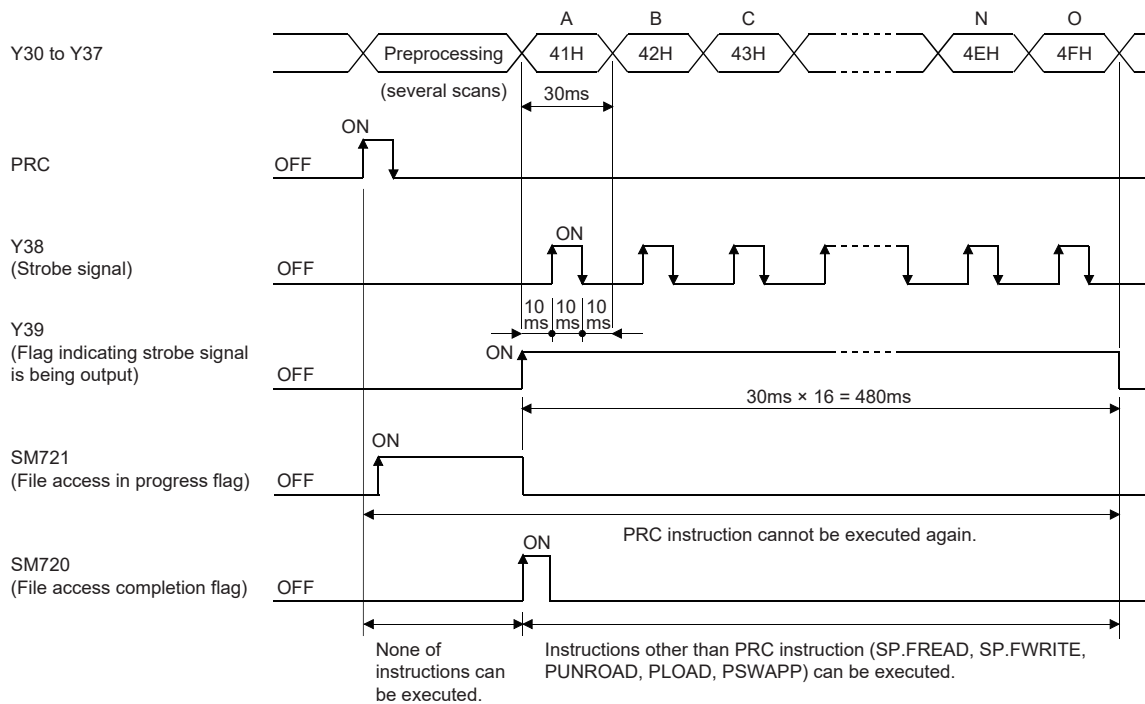 A B C N O
Y30 to Y37 Preprocessing 41H 42H 43H 4EH 4FH
(several scans) 30ms
ON
PRC OFF
Y38 ON
(Strobe signal) OFF
10 10 10
ms ms ms
Y39
(Flag indicating strobe signal ON
is being output) OFF
30ms × 16 = 480ms
ON
SM721
(File access in progress flag) OFF
PRC instruction cannot be executed again.
SM720 ON
(File access completion flag) OFF
None of
instructions can
be executed.
Instructions other than PRC instruction (SP.FREAD, SP.FWRITE,
PUNROAD, PLOAD, PSWAPP) can be executed.